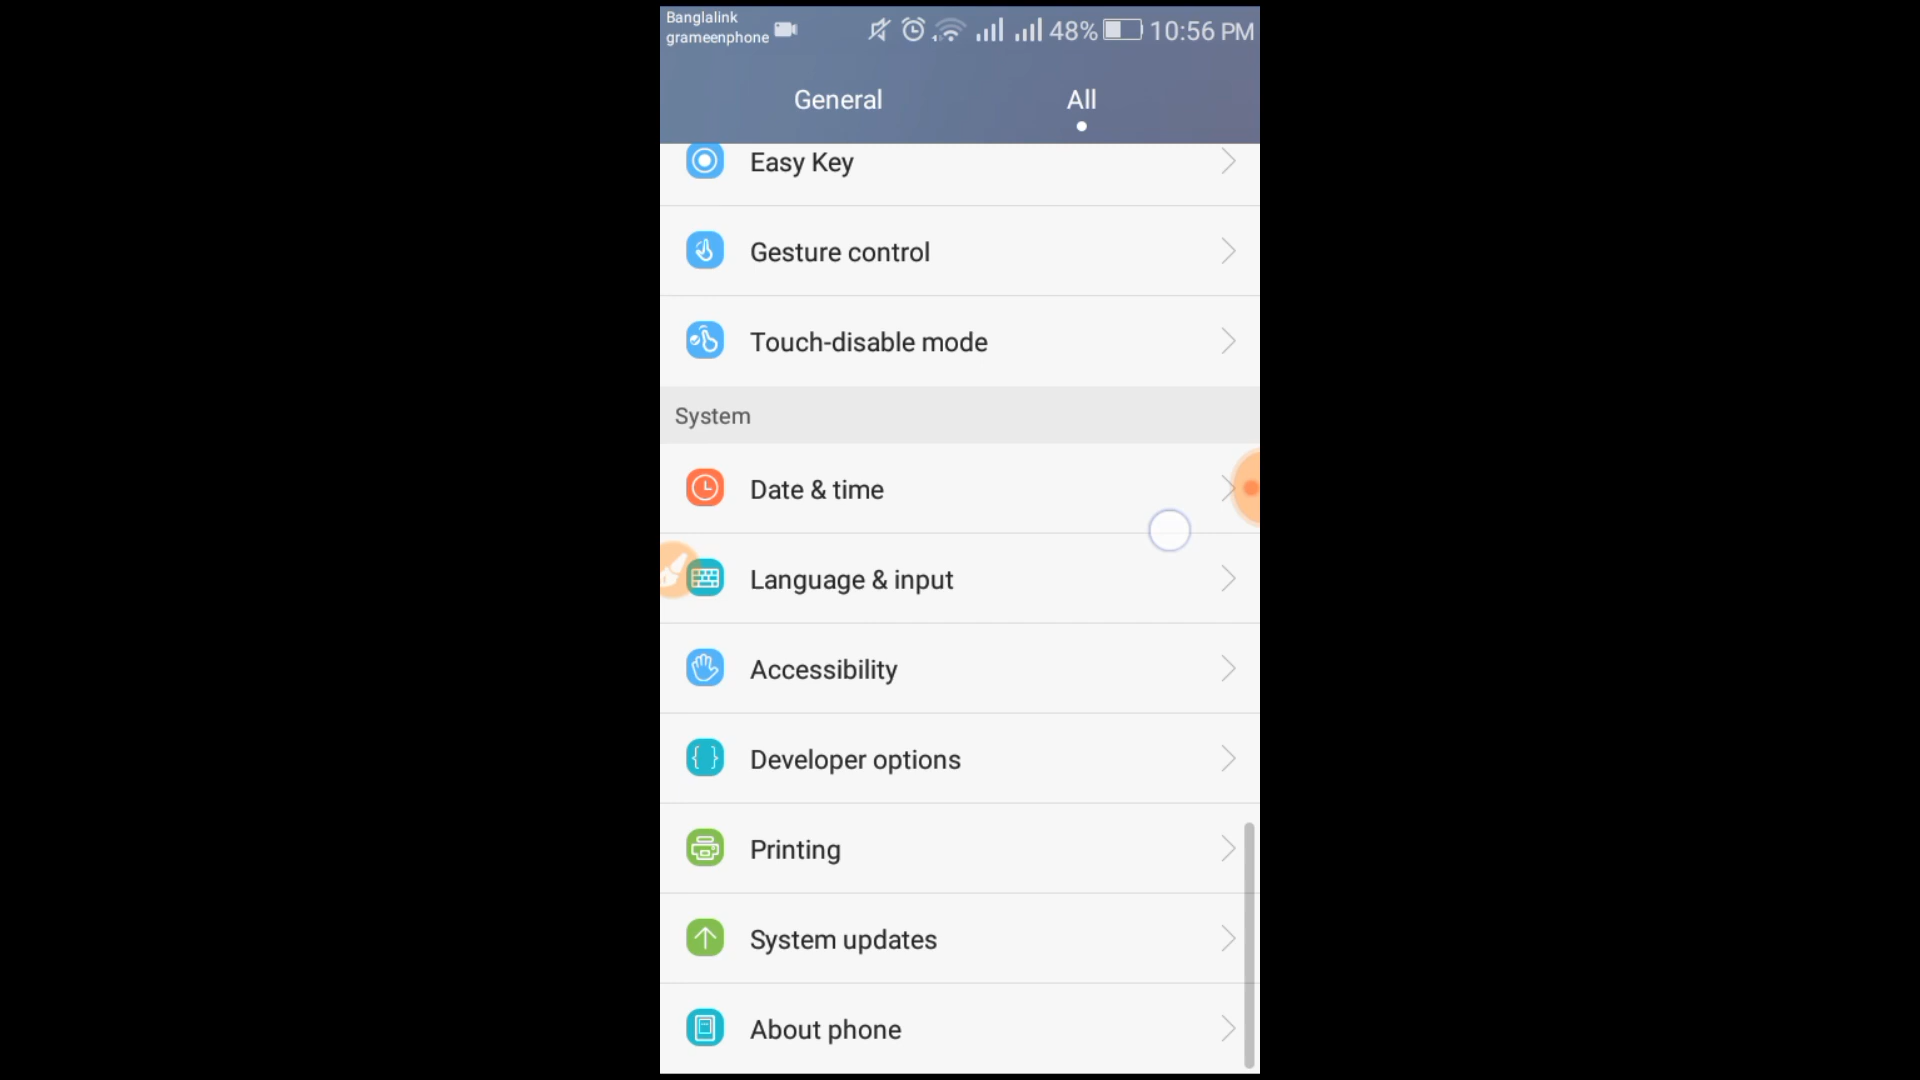 Banglalink
grameenphone
48%
10:56 PM
General
All
Easy Key
Gesture control
Touch-disable mode
System
Date & time
Language & input
Accessibility
Developer options
Printing
System updates
About phone